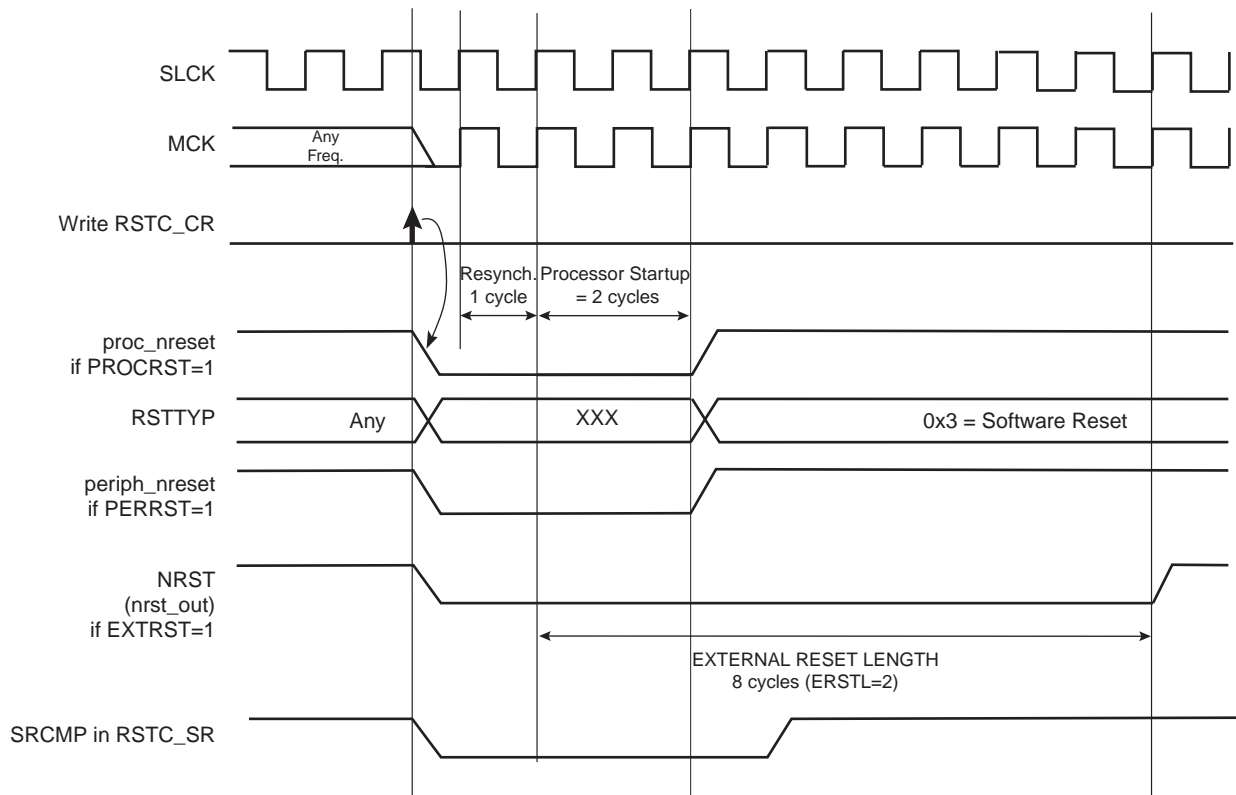 SLCK
MCK
Any
Freq.
Write RSTC_CR
Resynch.
1 cycle
Processor Startup
= 2 cycles
proc_nreset
if PROCRST=1
RSTTYP
Any
XXX
0x3 = Software Reset
periph_nreset
if PERRST=1
NRST
(nrst_out)
if EXTRST=1
EXTERNAL RESET LENGTH
8 cycles (ERSTL=2)
SRCMP in RSTC_SR